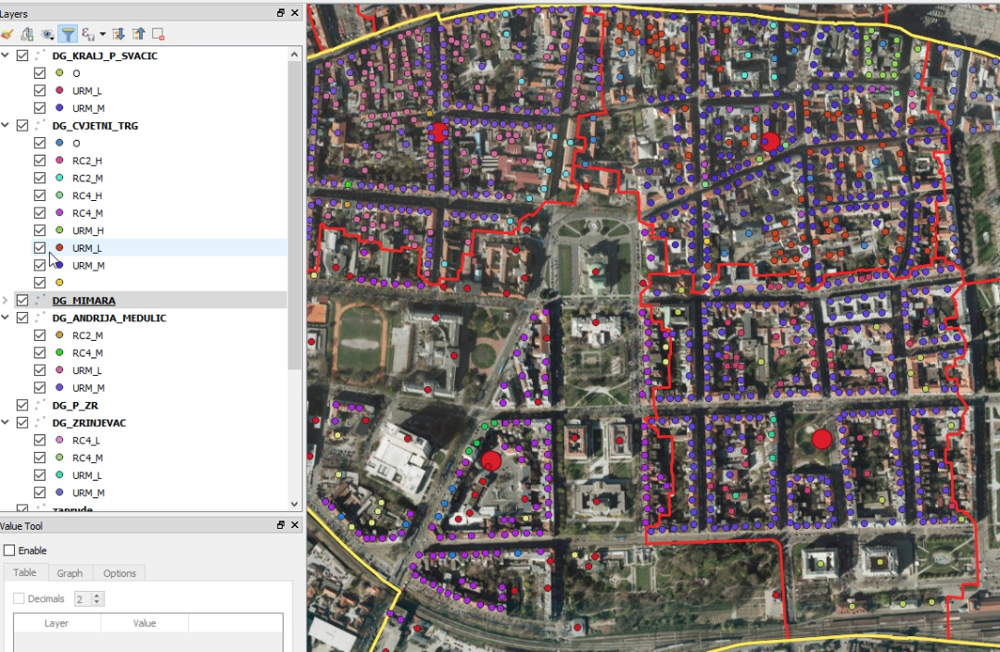 Layers
DG_KRALJ_P_SVACIC
O
URM_L
URM_M
DG_CVJETNI_TRG
O
RC2_H
RC2_M
RC4_H
RC4_M
URM_H
URM_L
URM_M
DG_MIMARA
DG_ANDRIJA_MEDULIC
RC2_M
RC4_M
URM_L
URM_M
DG_P_ZR
DG_ZRINJEVAC
RC4_L
RC4_M
URM_L
URM_M
zaprude
Value Tool
Enable
Table Graph Options
Decimals 2
Layer Value